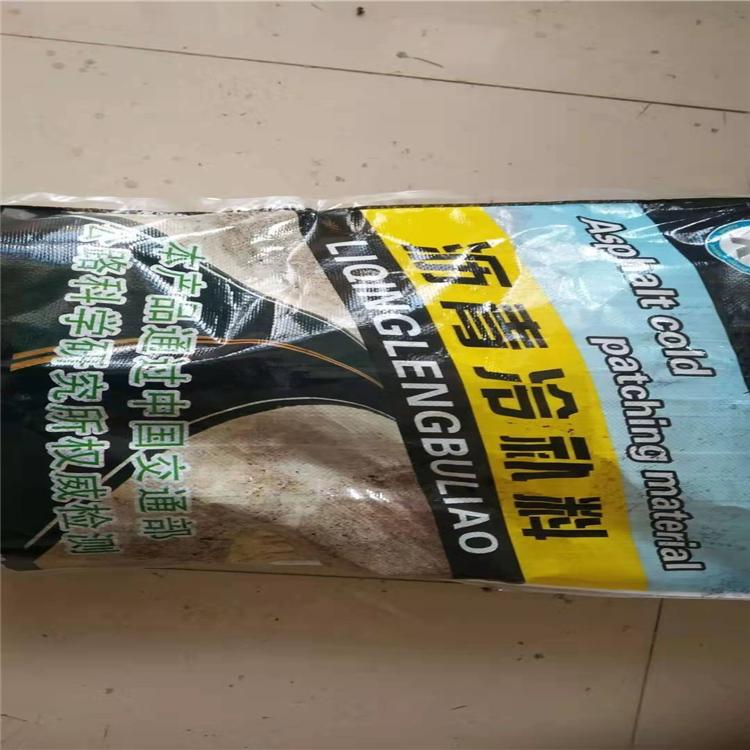 Asphalt cold
patching material
沥青冷补料
LIQINGLENGBULIAO
本产品通过中国交通部
公路科学研究所权威检测